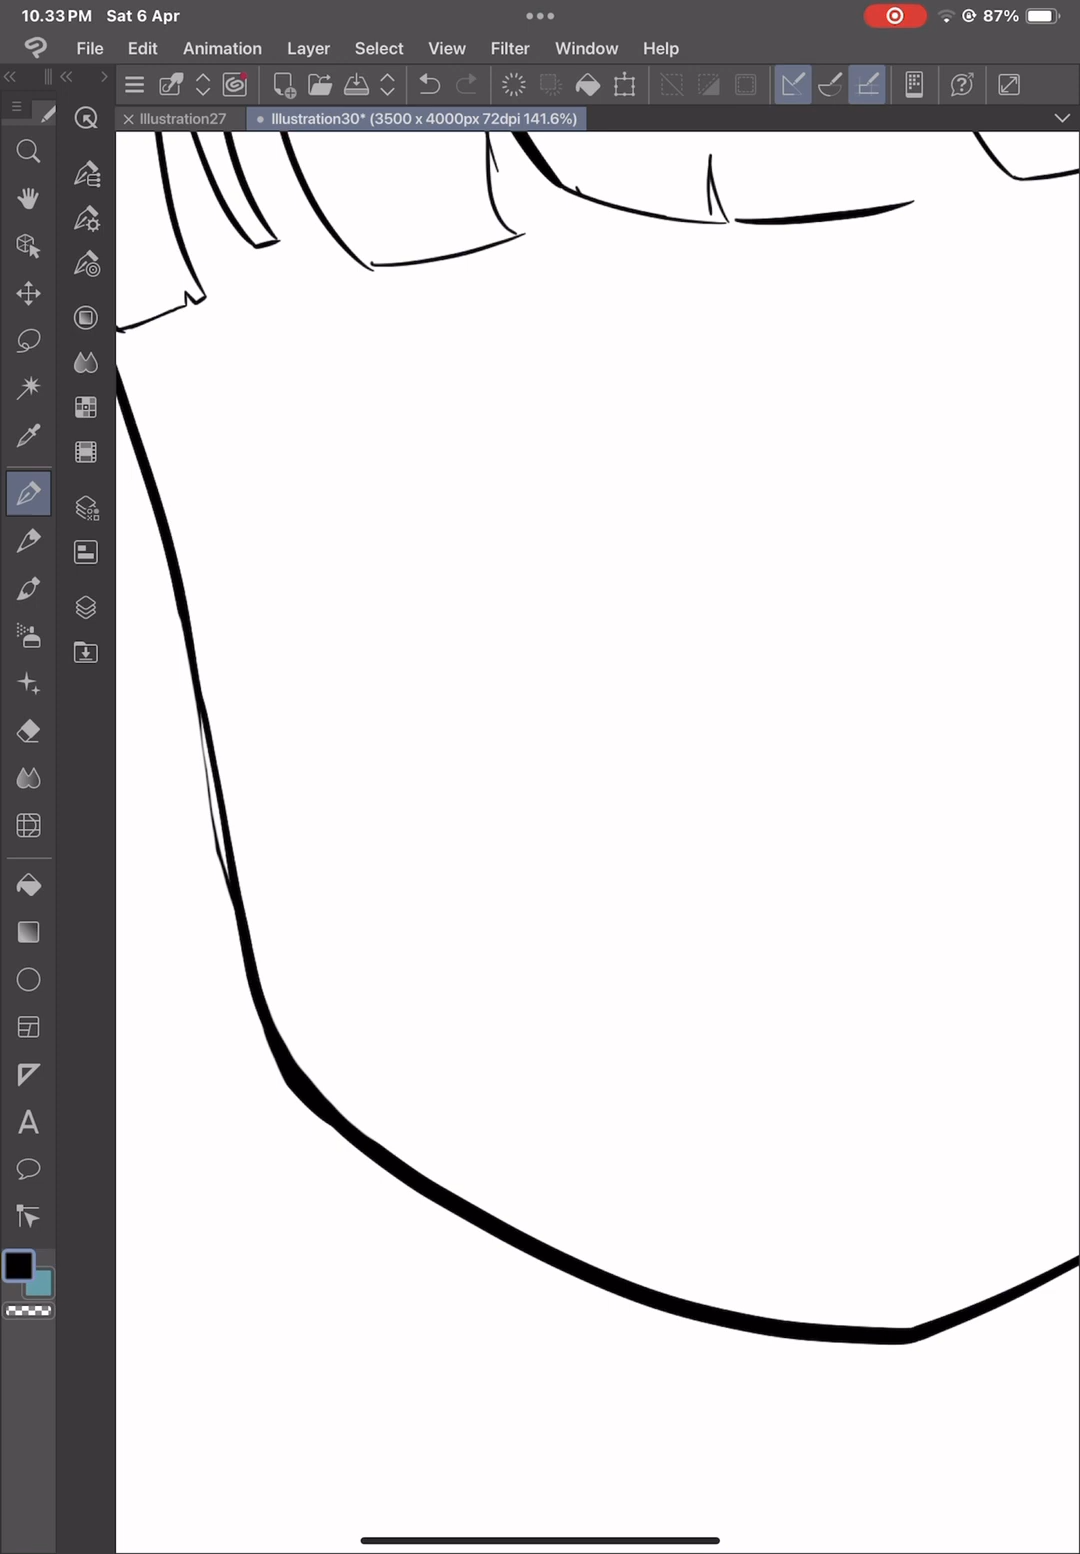 10.33 PM Sat 6 Apr 87%
File Edit Animation Layer Select View Filter Window Help
Illustration27 Illustration30* (3500 x 4000px 72dpi 141.6%)